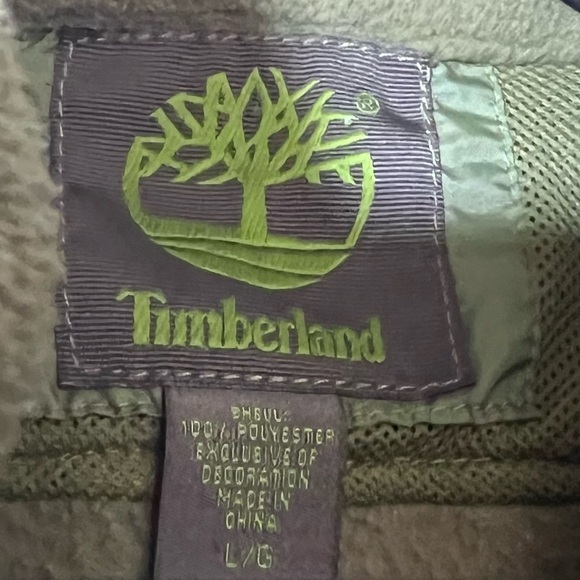 ®
Timberland
SHELL:
100% POLYESTER
EXCLUSIVE OF
DECORATION
MADE IN
CHINA
L/G